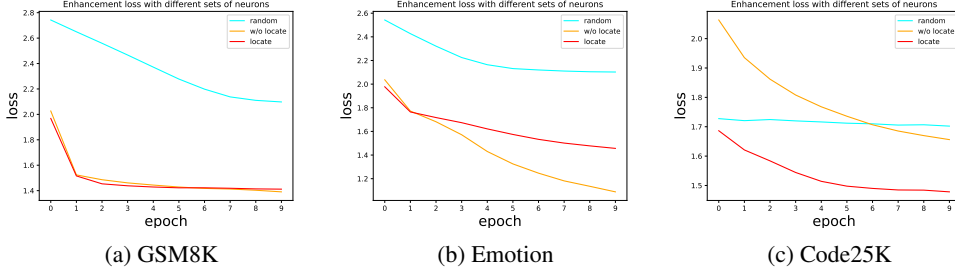 Enhancement loss with different sets of neurons
random
w/o locate
locate
loss
2.8
2.6
2.4
2.2
2.0
1.8
1.6
1.4
0 1 2 3 4 5 6 7 8 9
epoch
(a) GSM8K
Enhancement loss with different sets of neurons
random
w/o locate
locate
loss
2.6
2.4
2.2
2.0
1.8
1.6
1.4
1.2
0 1 2 3 4 5 6 7 8 9
epoch
(b) Emotion
Enhancement loss with different sets of neurons
random
w/o locate
locate
loss
2.0
1.9
1.8
1.7
1.6
1.5
0 1 2 3 4 5 6 7 8 9
epoch
(c) Code25K